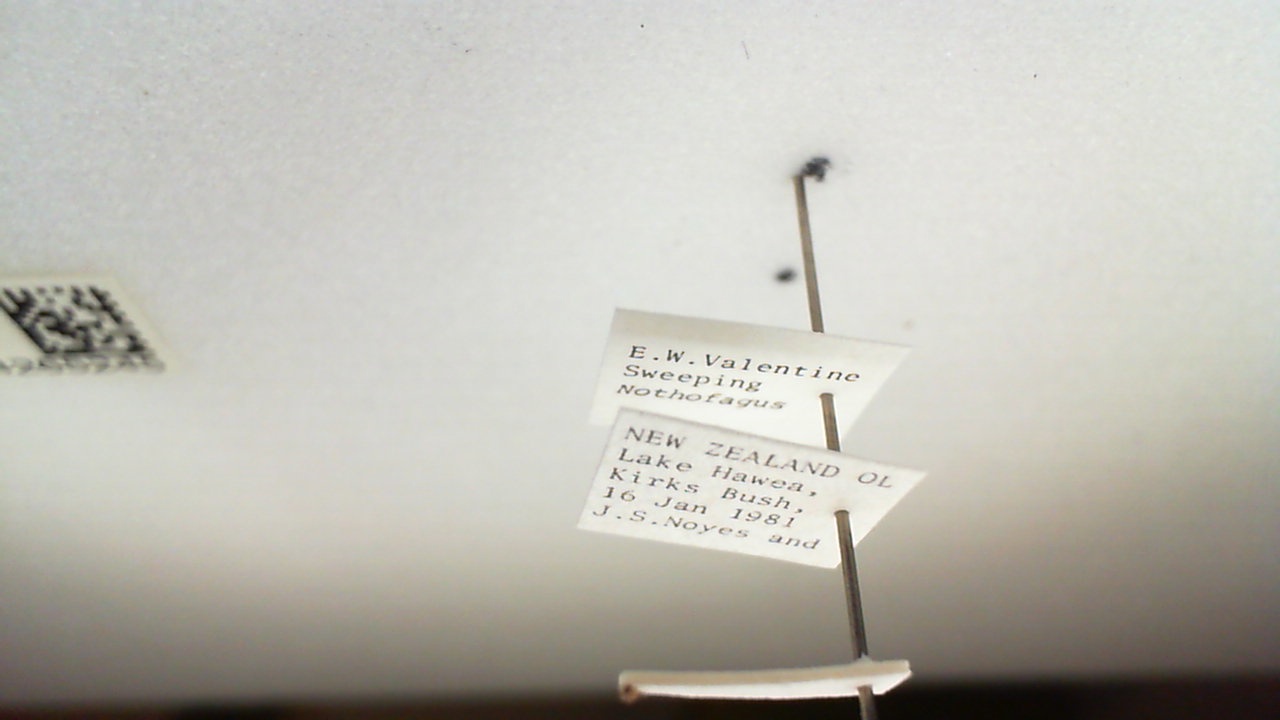 E.W.Valentine
Sweeping
Nothofagus
NEW ZEALAND OL
Lake Hawea,
Kirks Bush,
16 Jan 1981
J.S.Noyes and